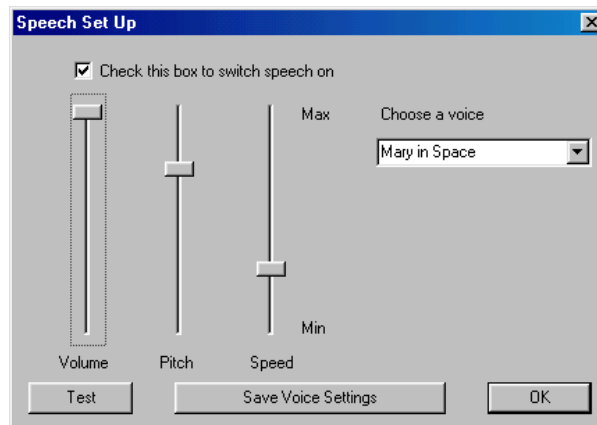 Speech Set Up
Check this box to switch speech on
Max
Choose a voice
Mary in Space
Min
Volume
Pitch
Speed
Test
Save Voice Settings
OK